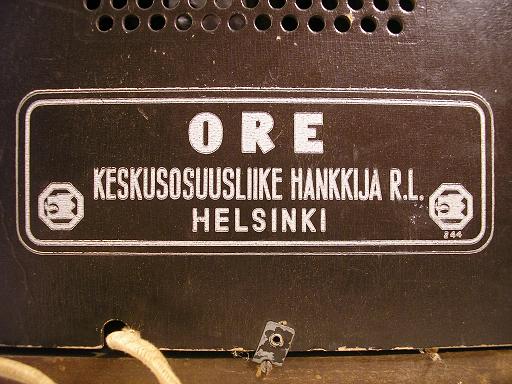 ORE
KESKUSOSUUSLIIKE HANKKIJA R.L.
HELSINKI